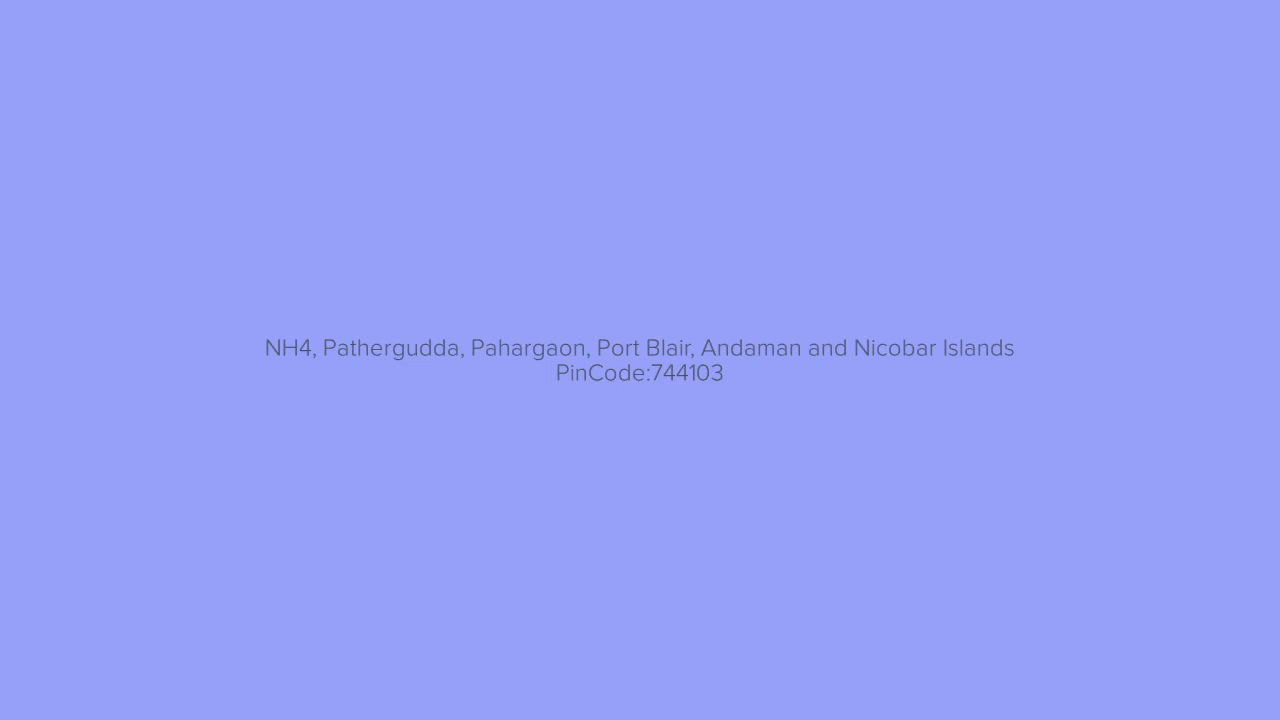 NH4, Pathergudda, Pahargaon, Port Blair, Andaman and Nicobar Islands
PinCode:744103